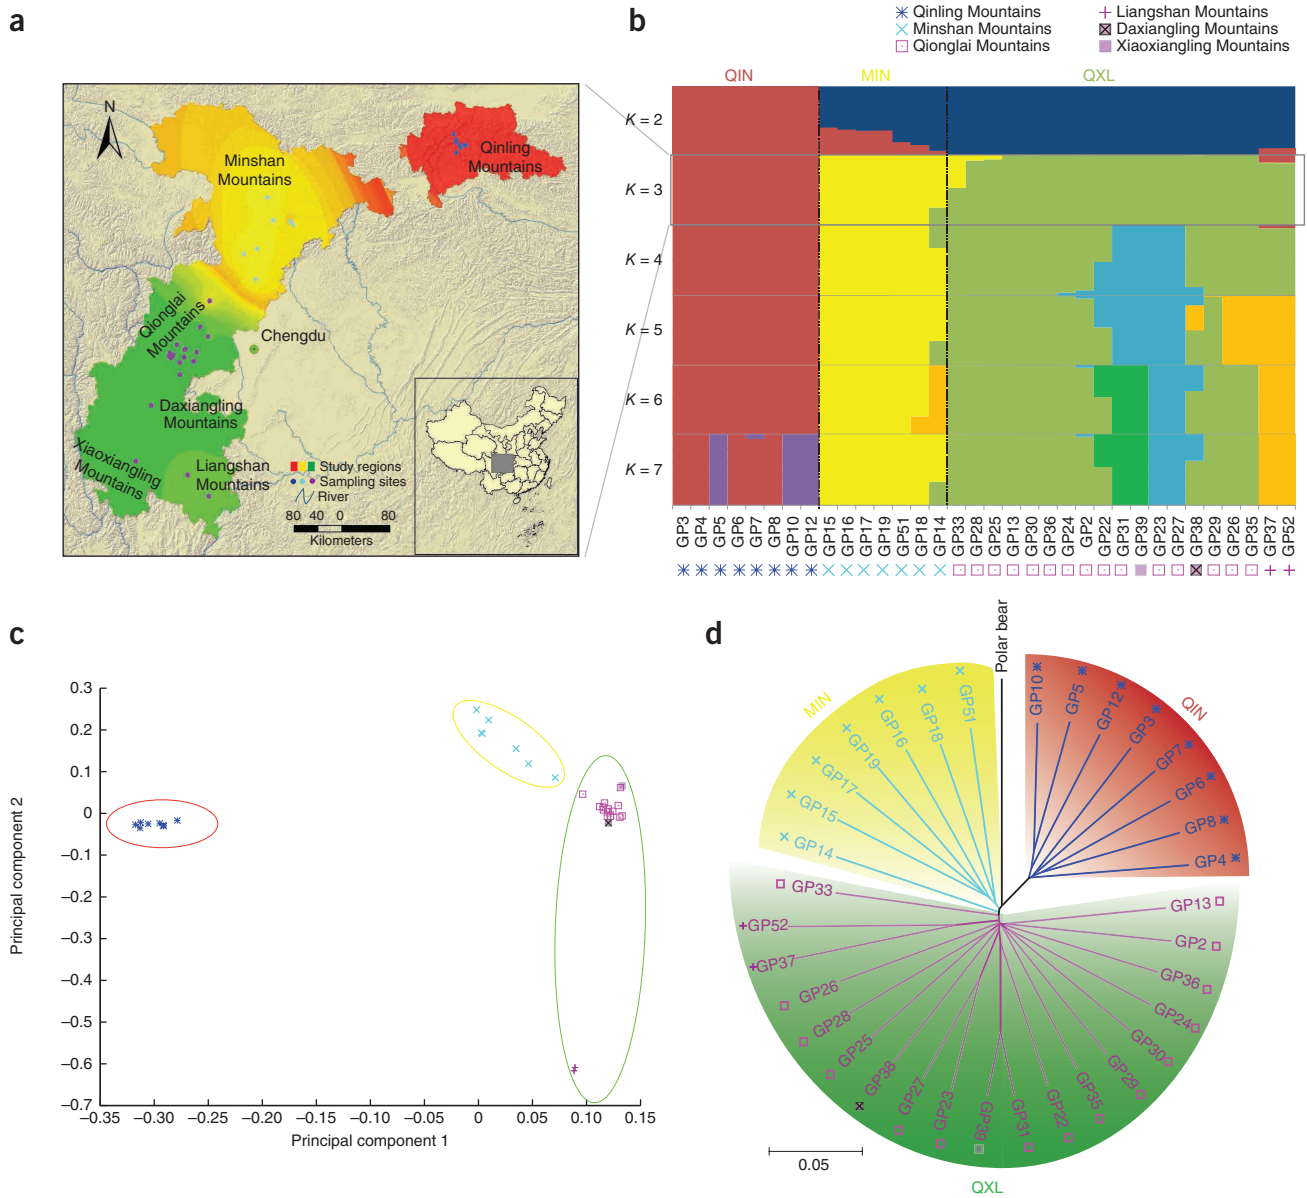 a
b
Qinling Mountains
Liangshan Mountains
Minshan Mountains
Daxiangling Mountains
Qionglai Mountains
Xiaoxiangling Mountains
N
Minshan
Mountains
Qinling
Mountains
Qionglai
Mountains
Chengdu
Daxiangling
Mountains
Xiaoxiangling
Mountains
Liangshan
Mountains
Study regions
Sampling sites
River
80 40 0 80
Kilometers
QIN MIN QXL
K = 2
K = 3
K = 4
K = 5
K = 6
K = 7
GP3 GP4 GP5 GP6 GP7 GP8 GP10 GP12 GP15 GP16 GP17 GP19 GP51 GP18 GP14 GP33 GP28 GP25 GP13 GP30 GP36 GP24 GP2 GP22 GP31 GP39 GP23 GP27 GP38 GP29 GP26 GP35 GP37 GP52
c
0.3
0.2
0.1
0
–0.1
–0.2
–0.3
–0.4
–0.5
–0.6
–0.7
Principal component 2
–0.35 –0.30 –0.25 –0.20 –0.15 –0.10 –0.05 0 0.05 0.10 0.15
Principal component 1
d
Polar bear
QIN
GP10
GP5
GP12
GP3
GP7
GP6
GP8
GP4
MIN
GP51
GP18
GP16
GP19
GP17
GP15
GP14
GP33
GP52
GP37
GP26
GP28
GP25
GP38
GP27
GP23
GP39
GP31
GP22
GP35
GP29
GP30
GP24
GP36
GP2
GP13
QXL
0.05